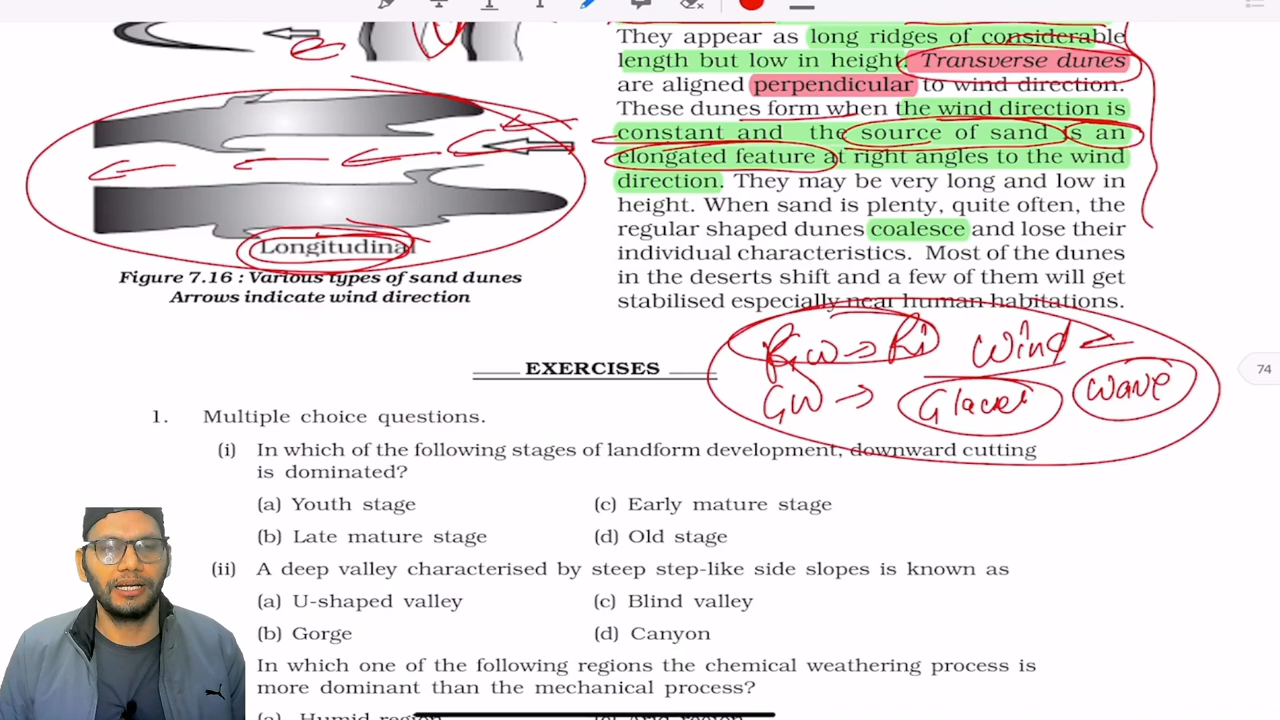 They appear as long ridges of considerable
length but low in height. Transverse dunes
are aligned perpendicular to wind direction.
These dunes form when the wind direction is
constant and the source of sand is an
elongated feature at right angles to the wind
direction. They may be very long and low in
height. When sand is plenty, quite often, the
regular shaped dunes coalesce and lose their
individual characteristics. Most of the dunes
in the deserts shift and a few of them will get
stabilised especially near human habitations.
Longitudinal
Figure 7.16 : Various types of sand dunes
Arrows indicate wind direction
Wind
GW → Glacier Wave
74
EXERCISES
1. Multiple choice questions.
(i) In which of the following stages of landform development, downward cutting
is dominated?
(a) Youth stage (c) Early mature stage
(b) Late mature stage (d) Old stage
(ii) A deep valley characterised by steep step-like side slopes is known as
(a) U-shaped valley (c) Blind valley
(b) Gorge (d) Canyon
In which one of the following regions the chemical weathering process is
more dominant than the mechanical process?
(a) Humid region (c) Arid region